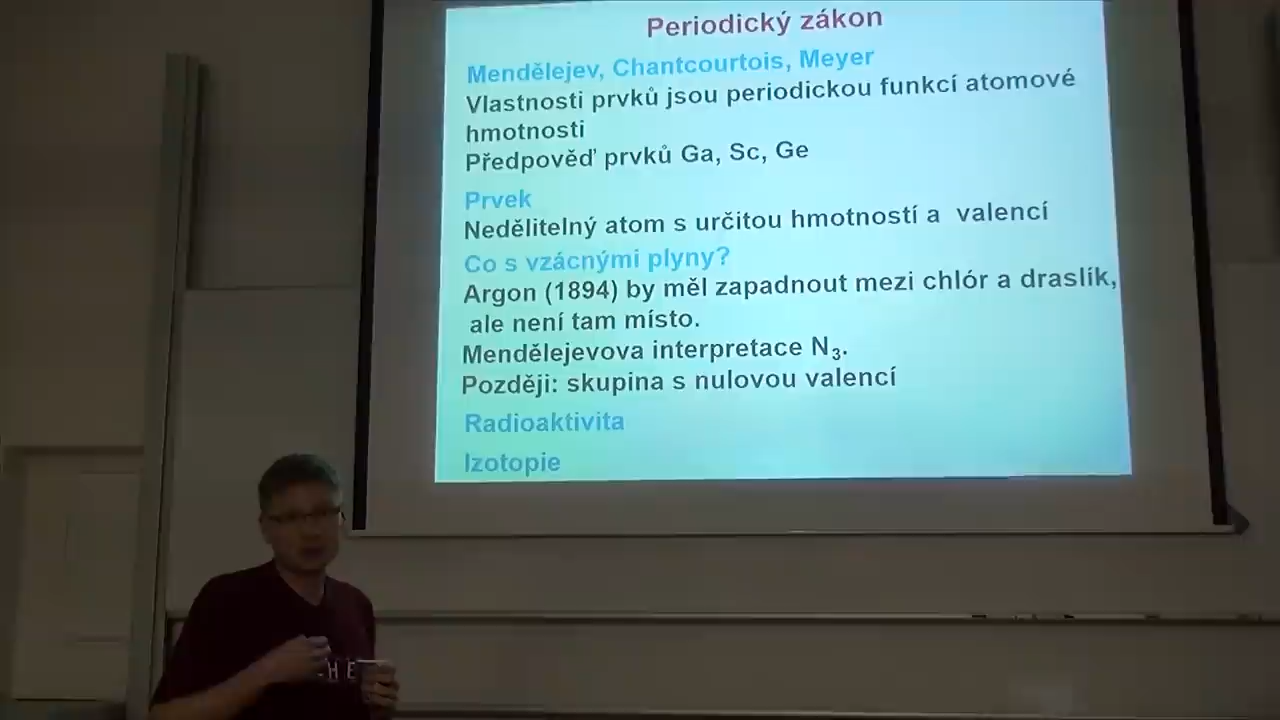 Periodický zákon
Mendělejev, Chantcourtois, Meyer
Vlastnosti prvků jsou periodickou funkcí atomové
hmotnosti
Předpověď prvků Ga, Sc, Ge
Prvek
Nedělitelný atom s určitou hmotností a  valencí
Co s vzácnými plyny?
Argon (1894) by měl zapadnout mezi chlór a draslík,
ale není tam místo.
Mendělejevova interpretace N₃.
Později: skupina s nulovou valencí
Radioaktivita
Izotopie